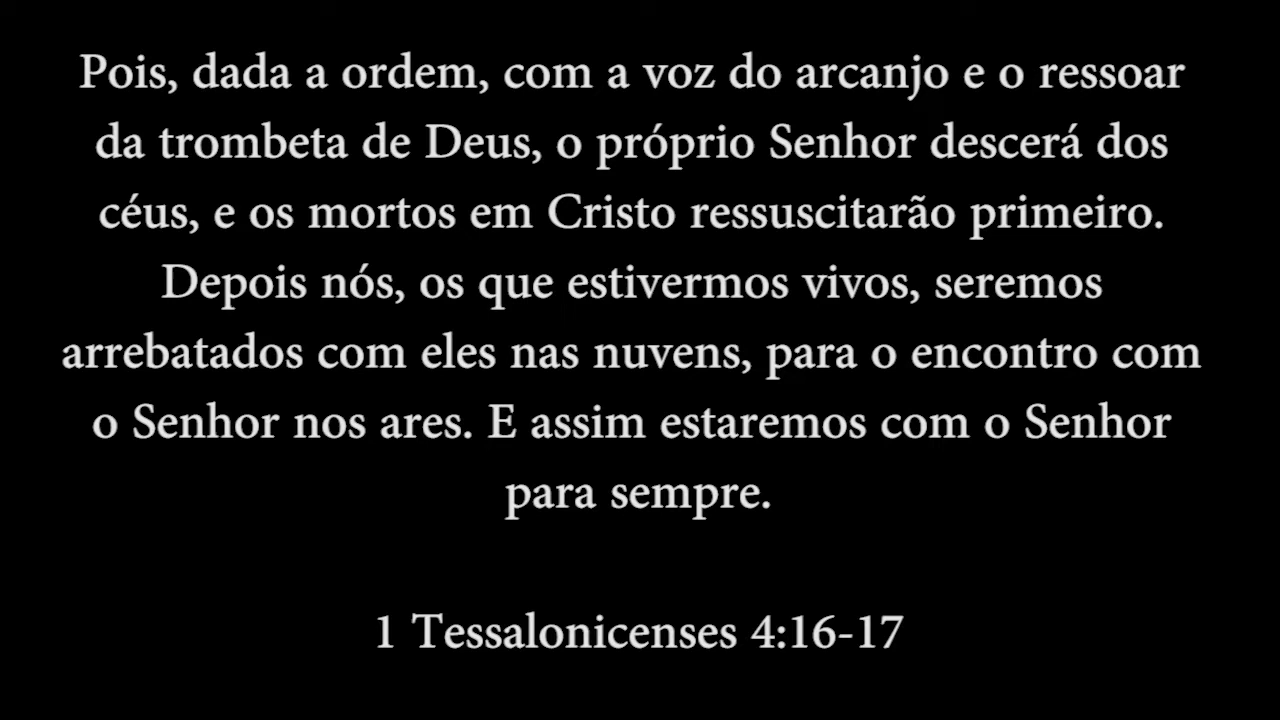 Pois, dada a ordem, com a voz do arcanjo e o ressoar
da trombeta de Deus, o próprio Senhor descerá dos
céus, e os mortos em Cristo ressuscitarão primeiro.
Depois nós, os que estivermos vivos, seremos
arrebatados com eles nas nuvens, para o encontro com
o Senhor nos ares. E assim estaremos com o Senhor
para sempre.
1 Tessalonicenses 4:16-17